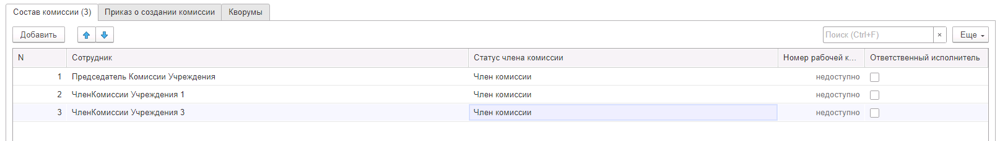 Состав комиссии (3) Приказ о создании комиссии Кворумы
Добавить Поиск (Ctrl+F) × Еще
N Сотрудник Статус члена комиссии Номер рабочей к... Ответственный исполнитель
1 Председатель Комиссии Учреждения Член комиссии недоступно
2 ЧленКомиссии Учреждения 1 Член комиссии недоступно
3 ЧленКомиссии Учреждения 3 Член комиссии недоступно